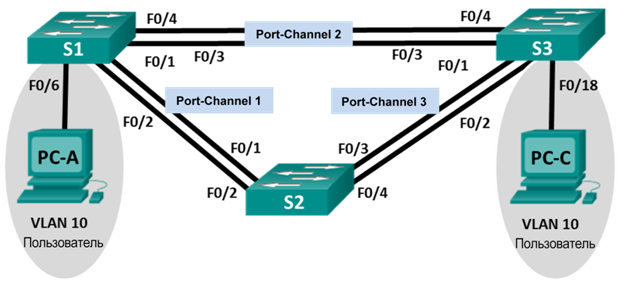 F0/4
Port-Channel 2
F0/4
S1
S3
F0/1
F0/3
F0/3
F0/1
F0/6
F0/18
Port-Channel 1
Port-Channel 3
F0/2
F0/2
PC-A
F0/1
F0/3
PC-C
F0/2
F0/4
S2
VLAN 10
Пользователь
VLAN 10
Пользователь